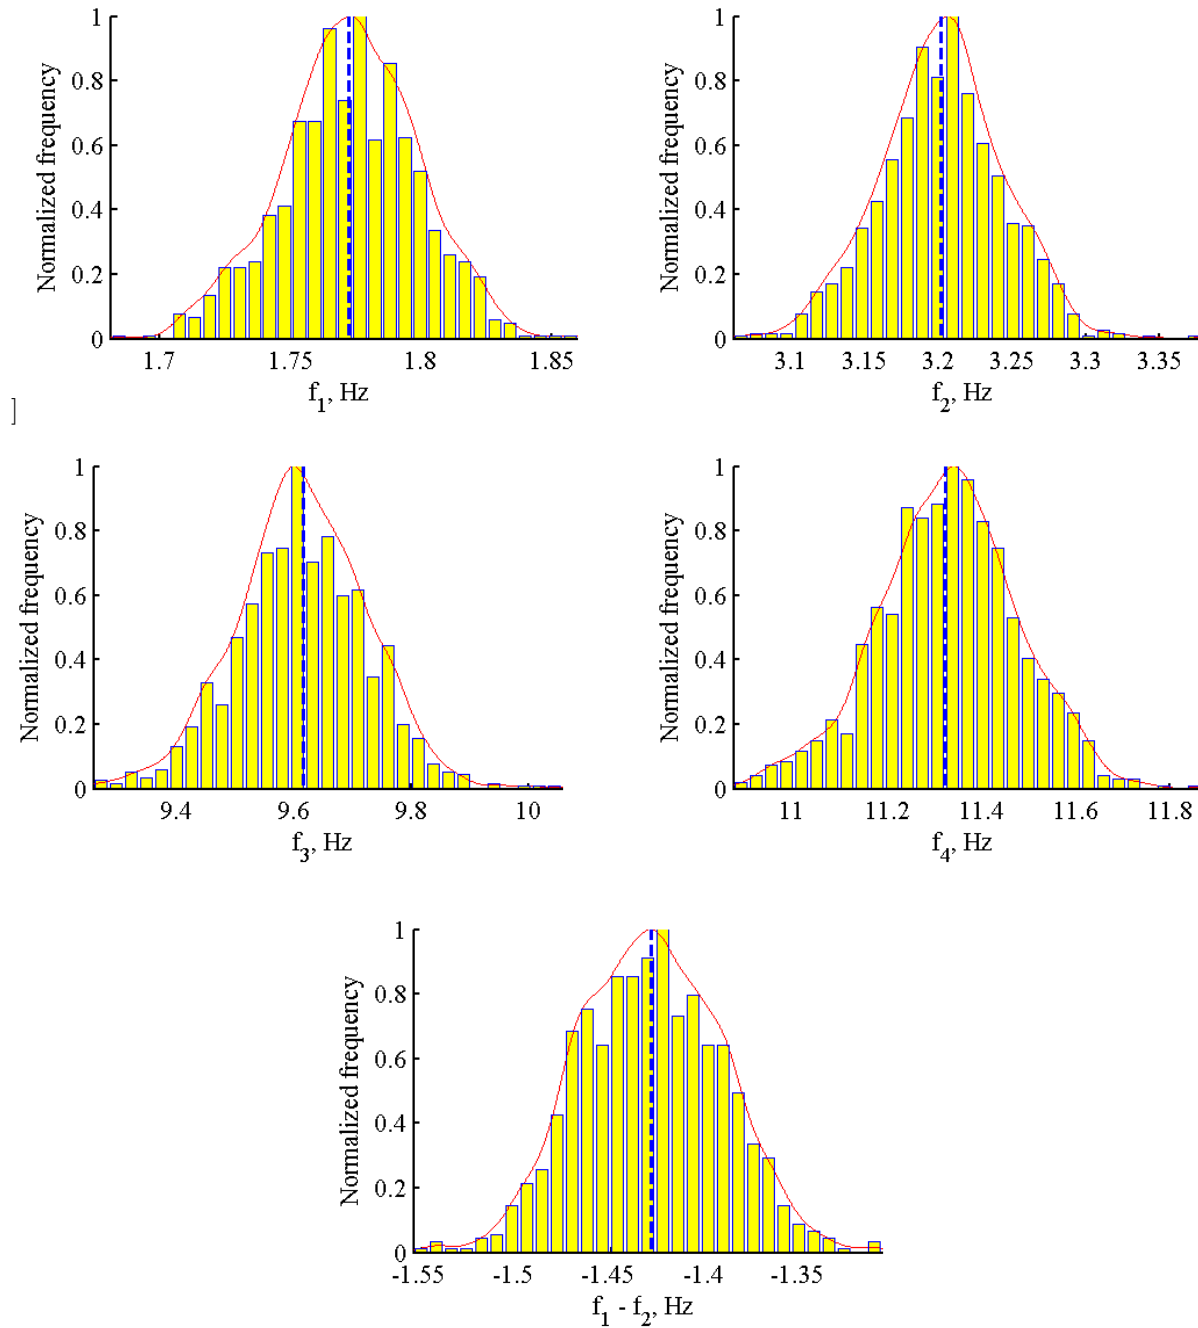 Normalized frequency
1
0.8
0.6
0.4
0.2
0
1.7 1.75 1.8 1.85
f1, Hz
Normalized frequency
1
0.8
0.6
0.4
0.2
0
3.1 3.15 3.2 3.25 3.3 3.35
f2, Hz
]
Normalized frequency
1
0.8
0.6
0.4
0.2
0
9.4 9.6 9.8 10
f3, Hz
Normalized frequency
1
0.8
0.6
0.4
0.2
0
11 11.2 11.4 11.6 11.8
f4, Hz
Normalized frequency
1
0.8
0.6
0.4
0.2
0
-1.55 -1.5 -1.45 -1.4 -1.35
f1 - f2, Hz